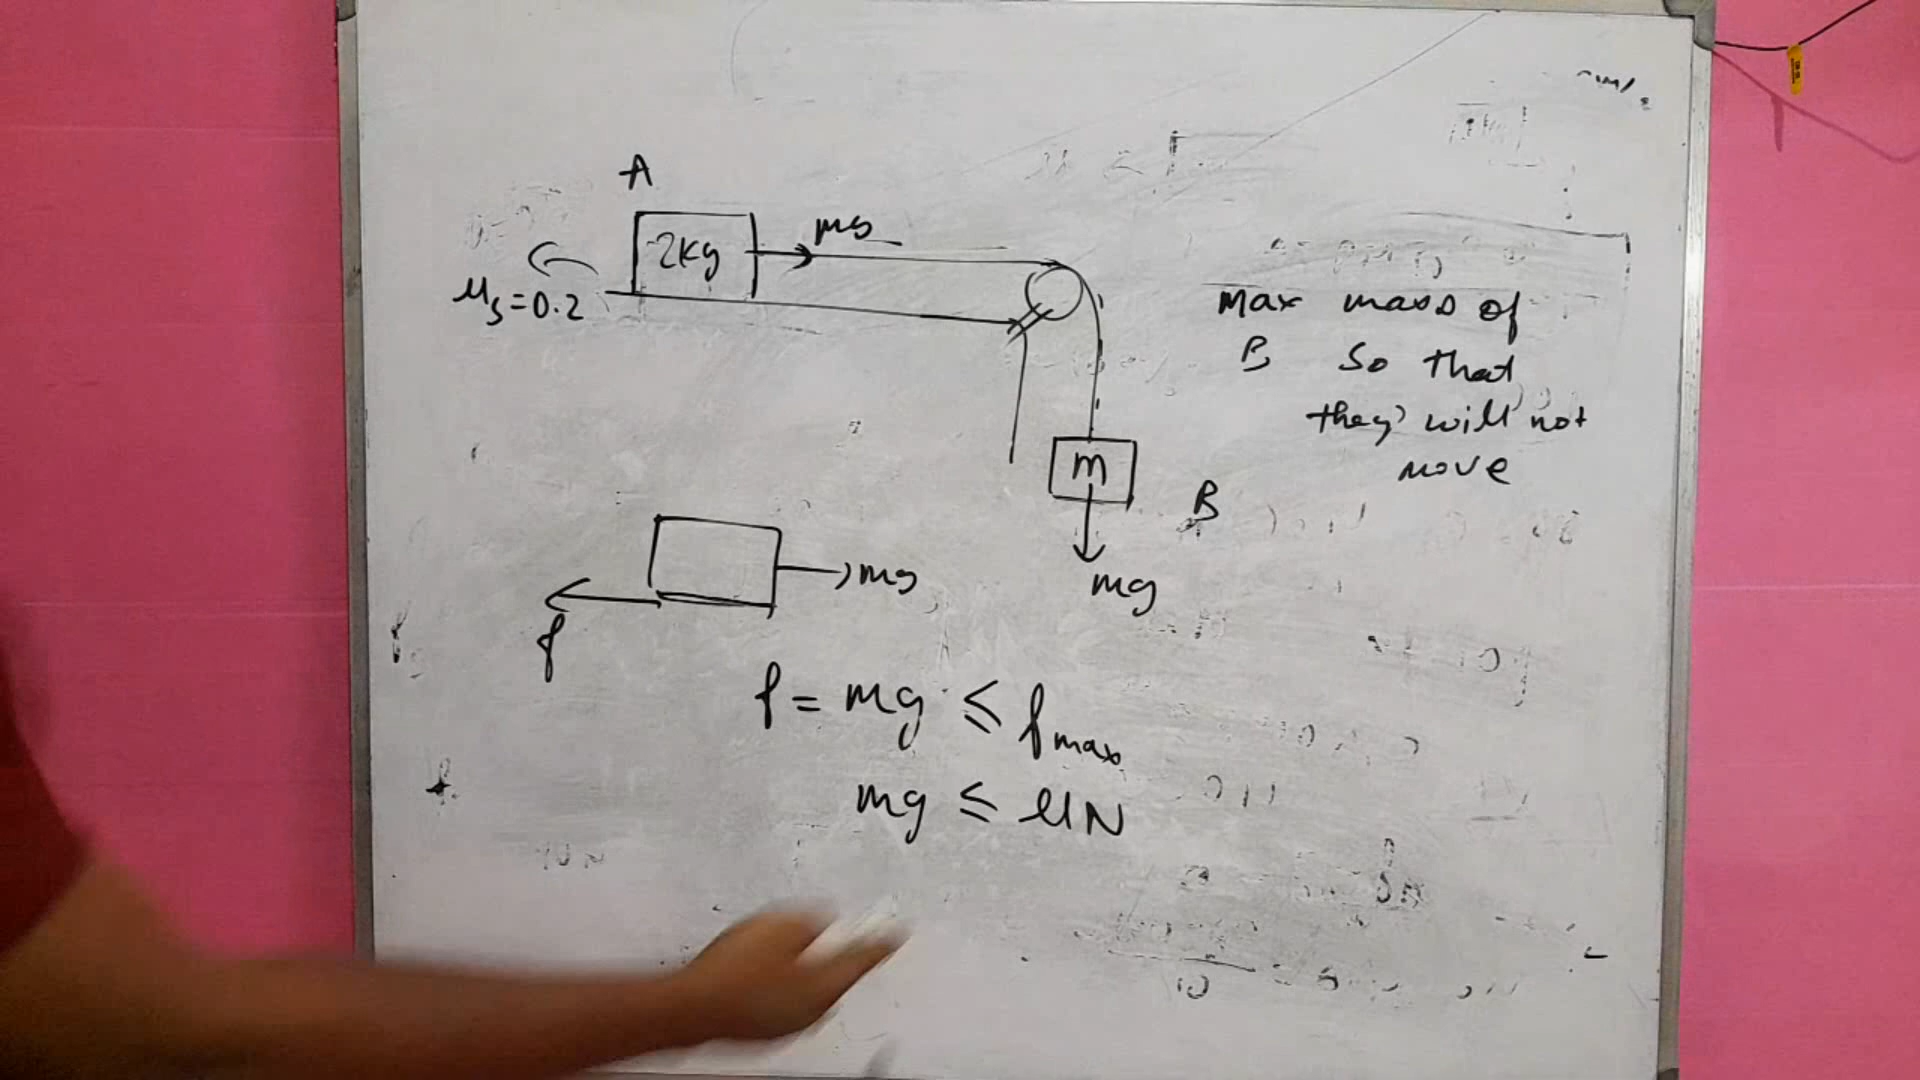 A
2kg
mg
μs=0.2
max mass of
B so that
they will not
move
m
B
mg
mg
f
f = mg ≤ fmax
mg ≤ μN